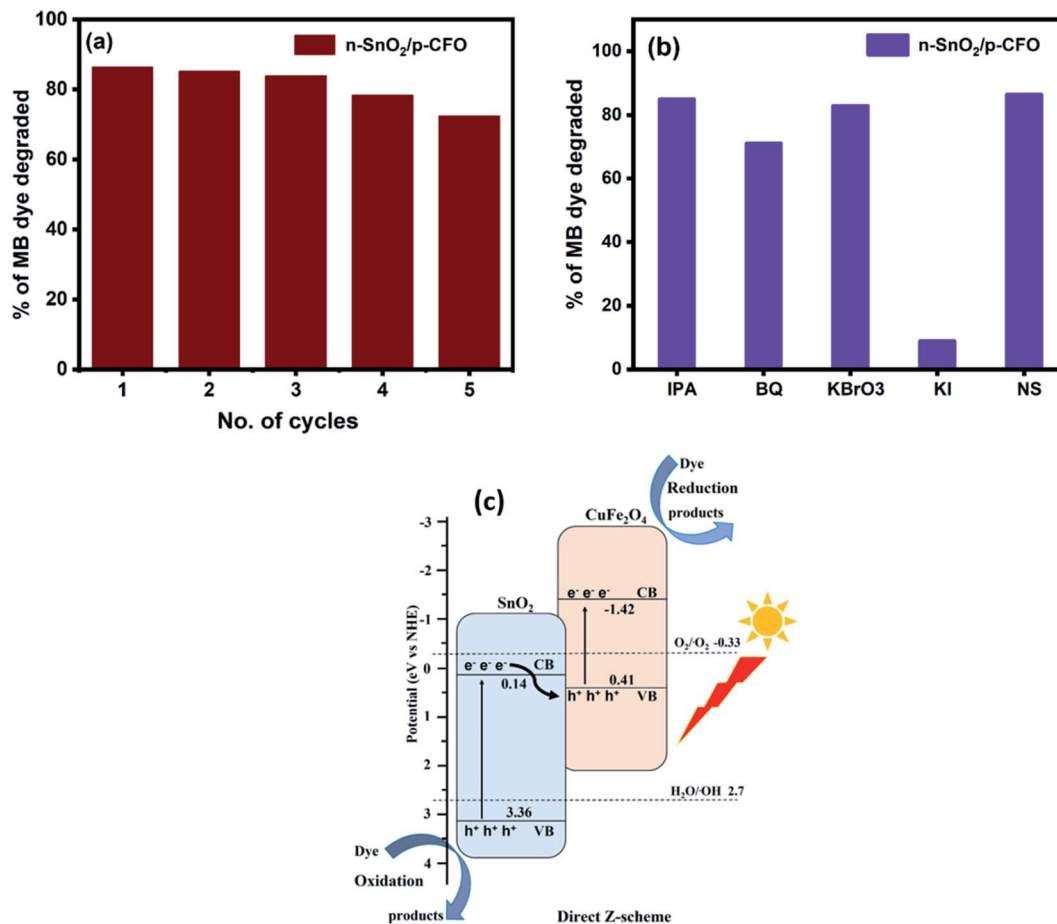 (a)
n-SnO₂/p-CFO
% of MB dye degraded
100
80
60
40
20
0
1 2 3 4 5
No. of cycles
(b)
n-SnO₂/p-CFO
% of MB dye degraded
100
80
60
40
20
0
IPA BQ KBrO3 KI NS
(c)
Dye
Reduction
products
CuFe₂O₄
SnO₂
Potential (eV vs NHE)
-3
-2
-1
0
1
2
3
4
e⁻ e⁻ e⁻ CB
-1.42
O₂/O₂ -0.33
e⁻ e⁻ e⁻ CB
0.14
0.41
h⁺ h⁺ h⁺ VB
H₂O/·OH 2.7
3.36
h⁺ h⁺ h⁺ VB
Dye
Oxidation
products
Direct Z-scheme